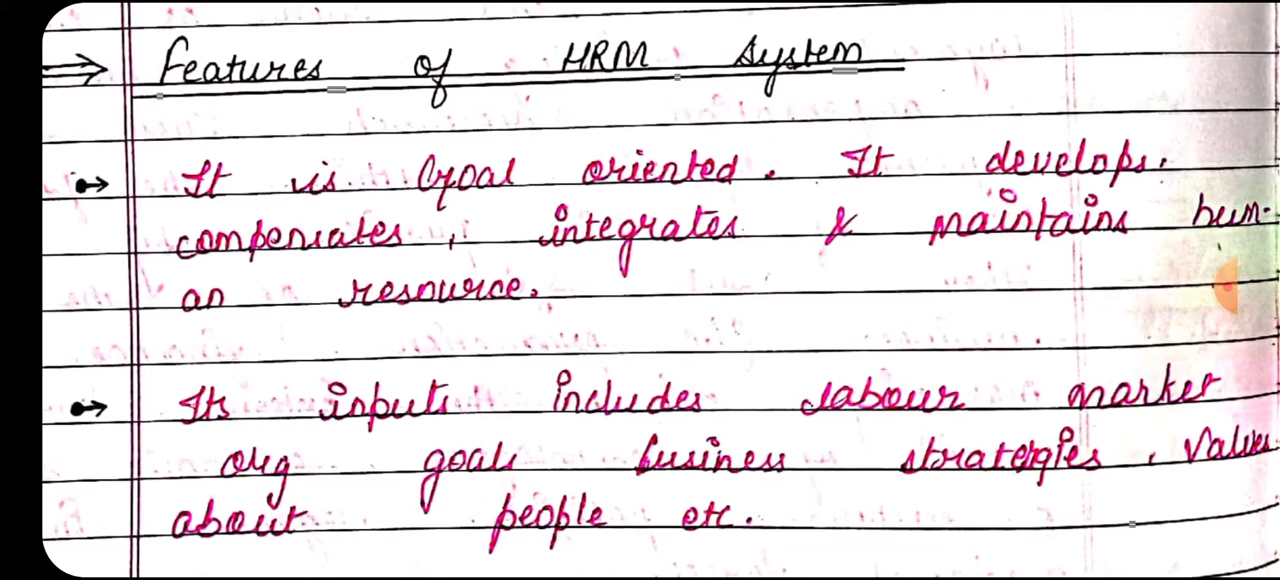 ⇒ Features of HRM System
→ It is Goal oriented. It develops.
compensates, integrates & maintains hum-
an resource.
→ Its inputs includes labour market
org goals business stratergies, values
about people etc.